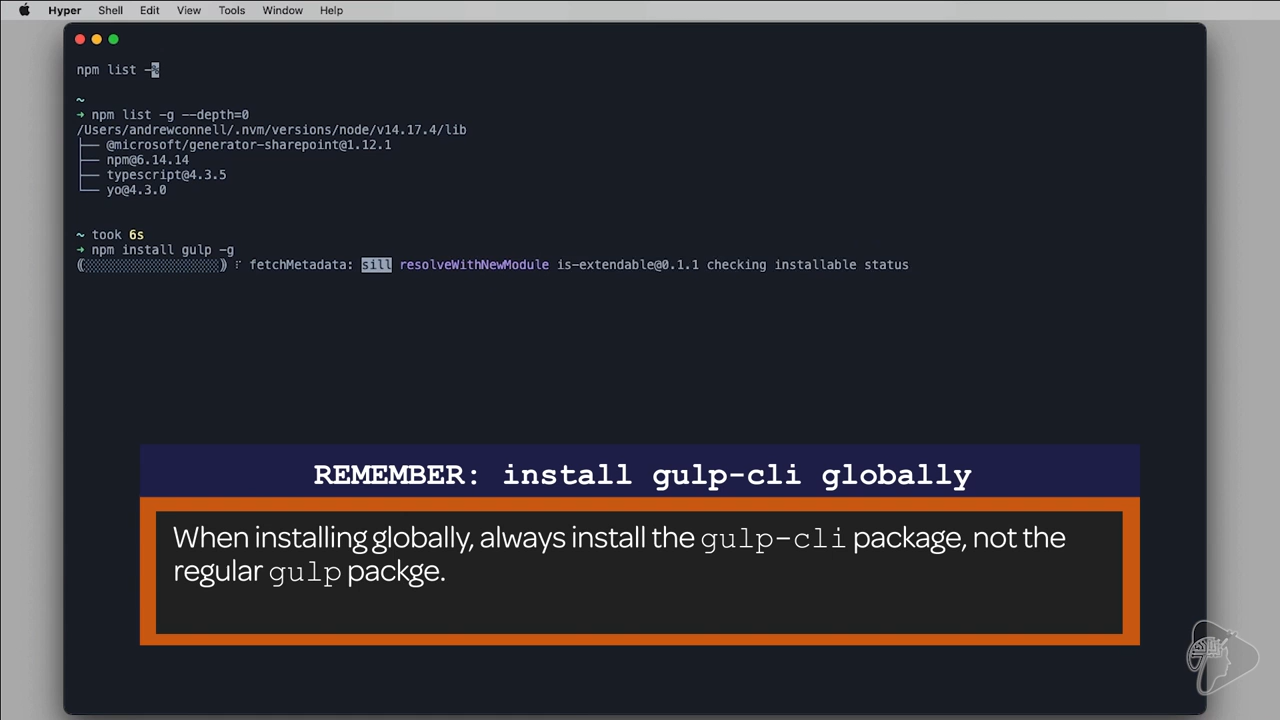 Hyper Shell Edit View Tools Window Help
npm list -%
~
➜ npm list -g --depth=0
/Users/andrewconnell/.nvm/versions/node/v14.17.4/lib
├── @microsoft/generator-sharepoint@1.12.1
├── npm@6.14.14
├── typescript@4.3.5
└── yo@4.3.0
~ took 6s
➜ npm install gulp -g
⸨░░░░░░░░░░░░░░░░░░⸩ ⠏ fetchMetadata: sill resolveWithNewModule is-extendable@0.1.1 checking installable status
REMEMBER: install gulp-cli globally
When installing globally, always install the gulp-cli package, not the
regular gulp packge.